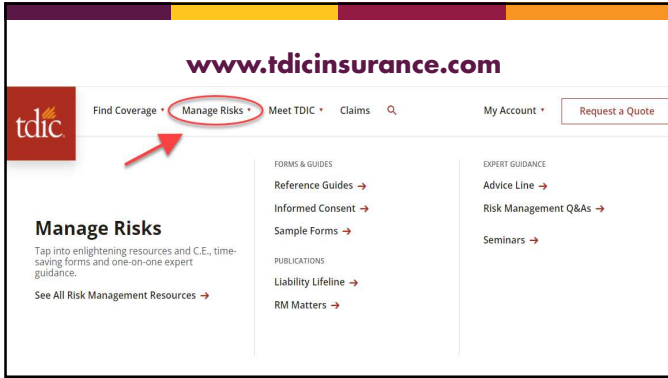 www.tdicinsurance.com
tdic
Find Coverage Manage Risks Meet TDIC Claims My Account Request a Quote
Manage Risks
Tap into enlightening resources and C.E., time-
saving forms and one-on-one expert
guidance.
See All Risk Management Resources →
FORMS & GUIDES
Reference Guides →
Informed Consent →
Sample Forms →
PUBLICATIONS
Liability Lifeline →
RM Matters →
EXPERT GUIDANCE
Advice Line →
Risk Management Q&As →
Seminars →